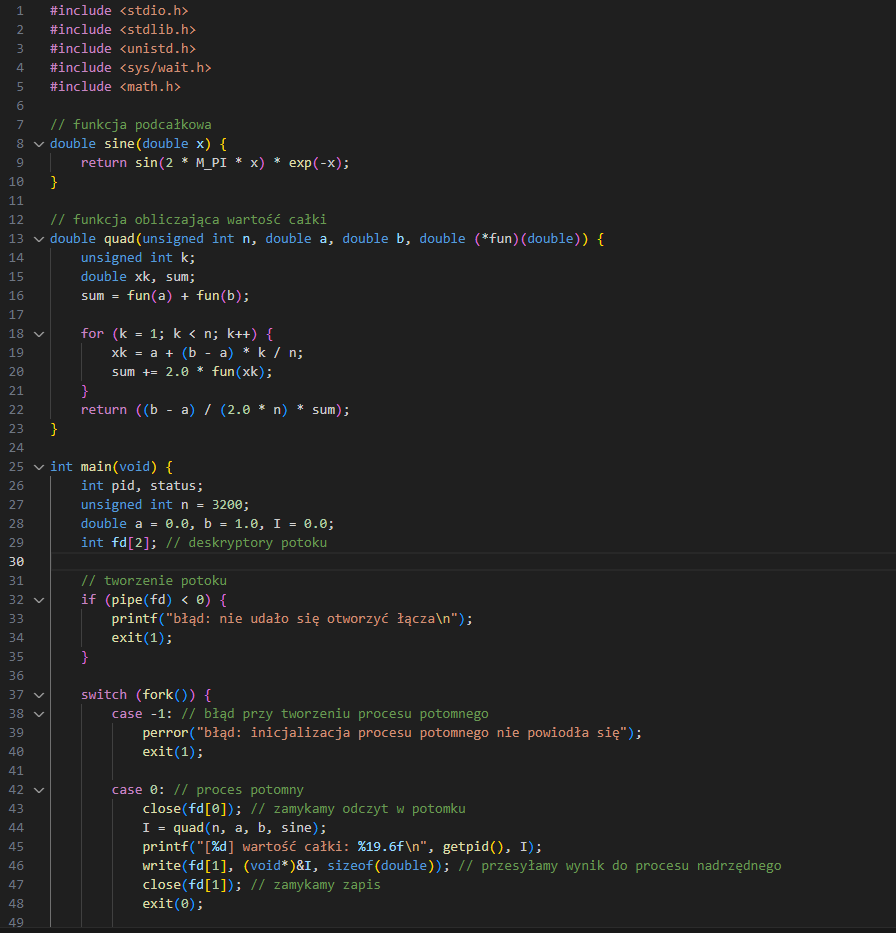 1 #include <stdio.h>
2 #include <stdlib.h>
3 #include <unistd.h>
4 #include <sys/wait.h>
5 #include <math.h>
6
7 // funkcja podcałkowa
8 double sine(double x) {
9     return sin(2 * M_PI * x) * exp(-x);
10 }
11
12 // funkcja obliczająca wartość całki
13 double quad(unsigned int n, double a, double b, double (*fun)(double)) {
14     unsigned int k;
15     double xk, sum;
16     sum = fun(a) + fun(b);
17
18     for (k = 1; k < n; k++) {
19         xk = a + (b - a) * k / n;
20         sum += 2.0 * fun(xk);
21     }
22     return ((b - a) / (2.0 * n) * sum);
23 }
24
25 int main(void) {
26     int pid, status;
27     unsigned int n = 3200;
28     double a = 0.0, b = 1.0, I = 0.0;
29     int fd[2]; // deskryptory potoku
30
31     // tworzenie potoku
32     if (pipe(fd) < 0) {
33         printf("błąd: nie udało się otworzyć łącza\n");
34         exit(1);
35     }
36
37     switch (fork()) {
38         case -1: // błąd przy tworzeniu procesu potomnego
39             perror("błąd: inicjalizacja procesu potomnego nie powiodła się");
40             exit(1);
41
42         case 0: // proces potomny
43             close(fd[0]); // zamykamy odczyt w potomku
44             I = quad(n, a, b, sine);
45             printf("[%d] wartość całki: %19.6f\n", getpid(), I);
46             write(fd[1], (void*)&I, sizeof(double)); // przesyłamy wynik do procesu nadrzędnego
47             close(fd[1]); // zamykamy zapis
48             exit(0);
49